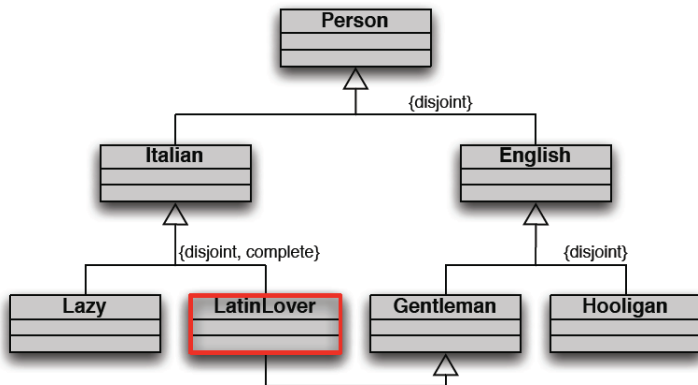 Person
{disjoint}
Italian
English
{disjoint, complete}
{disjoint}
Lazy
LatinLover
Gentleman
Hooligan